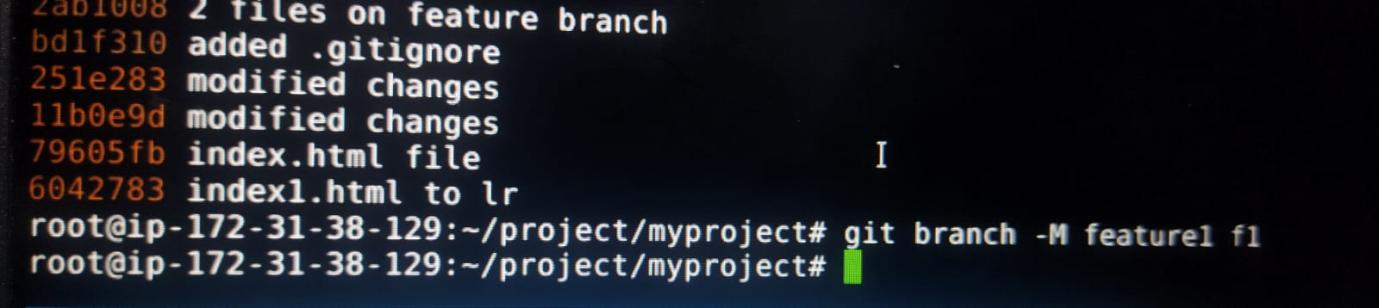 2ab1008 2 files on feature branch
bd1f310 added .gitignore
251e283 modified changes
11b0e9d modified changes
79605fb index.html file
6042783 index1.html to lr
root@ip-172-31-38-129:~/project/myproject# git branch -M feature1 f1
root@ip-172-31-38-129:~/project/myproject#